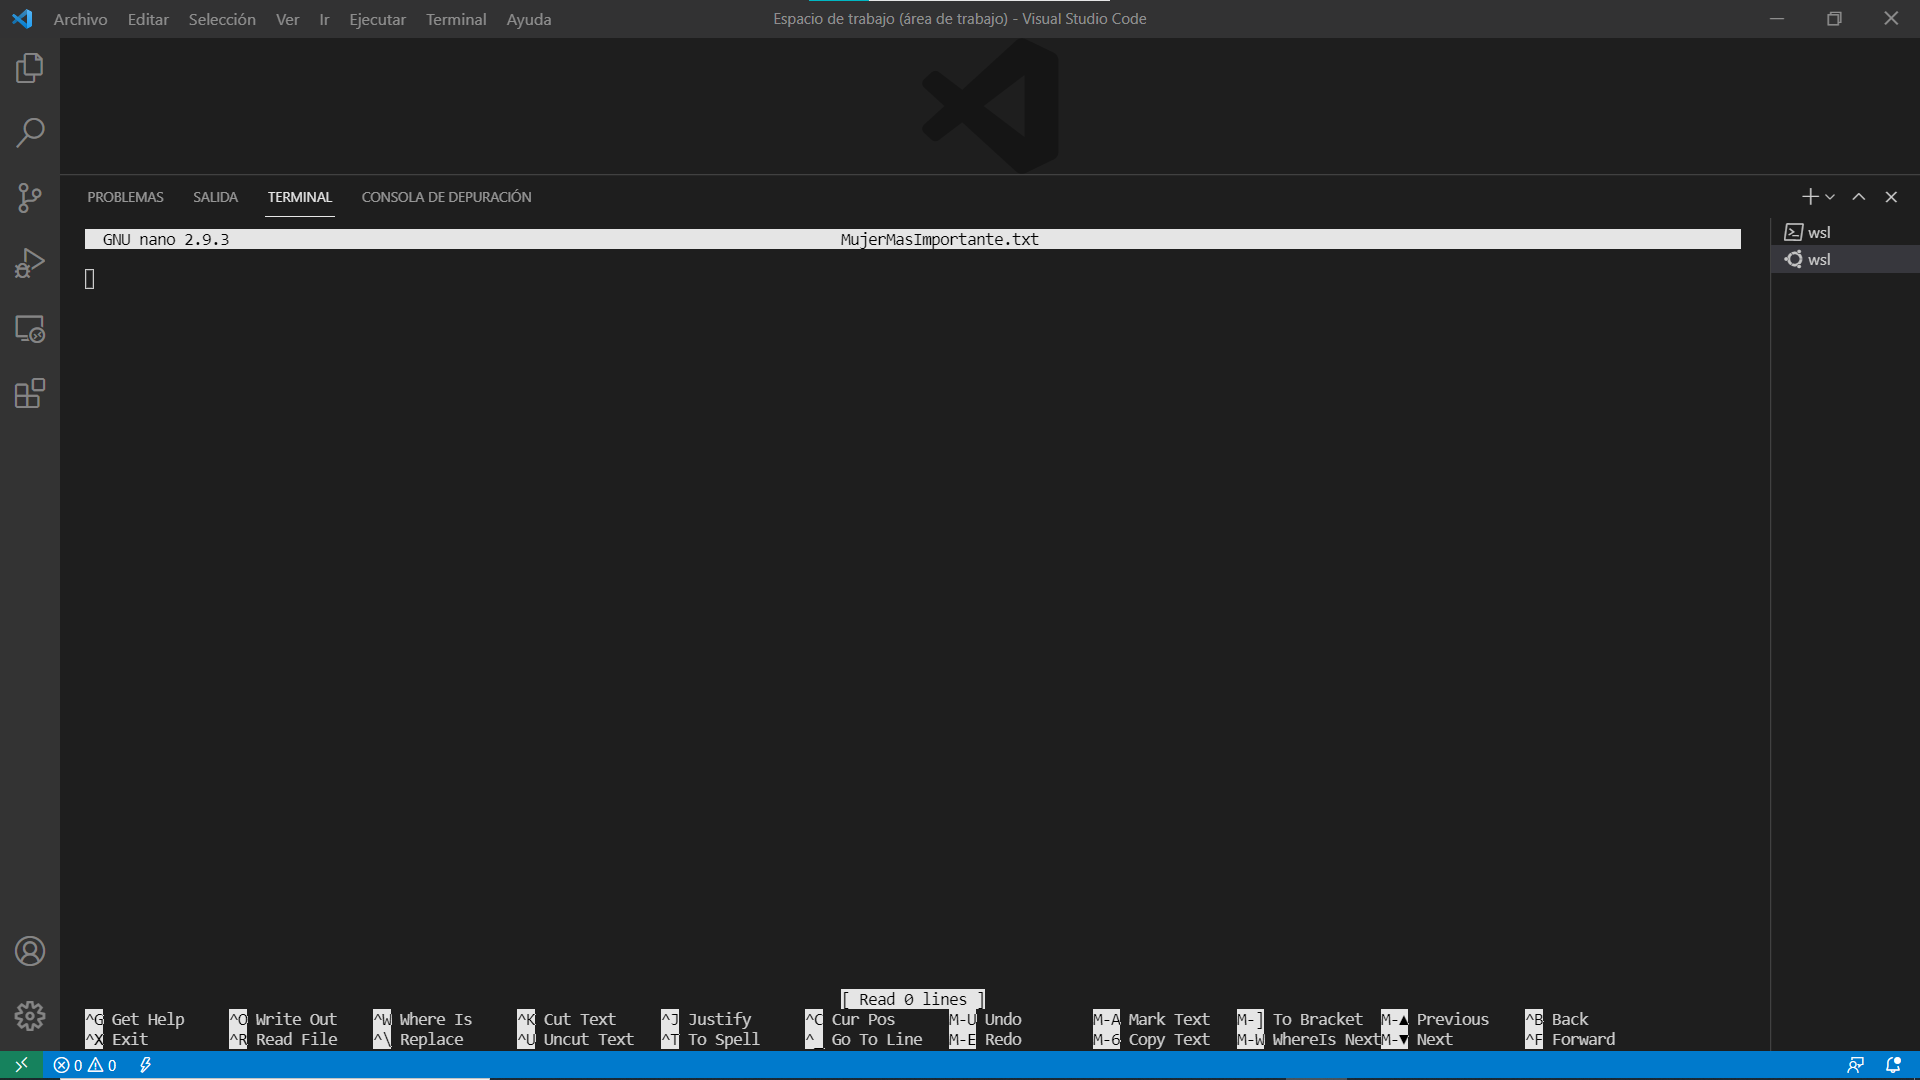 Archivo Editar Selección Ver Ir Ejecutar Terminal Ayuda Espacio de trabajo (área de trabajo) - Visual Studio Code
PROBLEMAS SALIDA TERMINAL CONSOLA DE DEPURACIÓN
GNU nano 2.9.3 MujerMasImportante.txt
wsl
wsl
[ Read 0 lines ]
^G Get Help ^O Write Out ^W Where Is ^K Cut Text ^J Justify ^C Cur Pos M-U Undo M-A Mark Text M-] To Bracket M-▲ Previous ^B Back
^X Exit ^R Read File ^\ Replace ^U Uncut Text ^T To Spell ^_ Go To Line M-E Redo M-6 Copy Text M-W WhereIs Next M-▼ Next ^F Forward
0 0